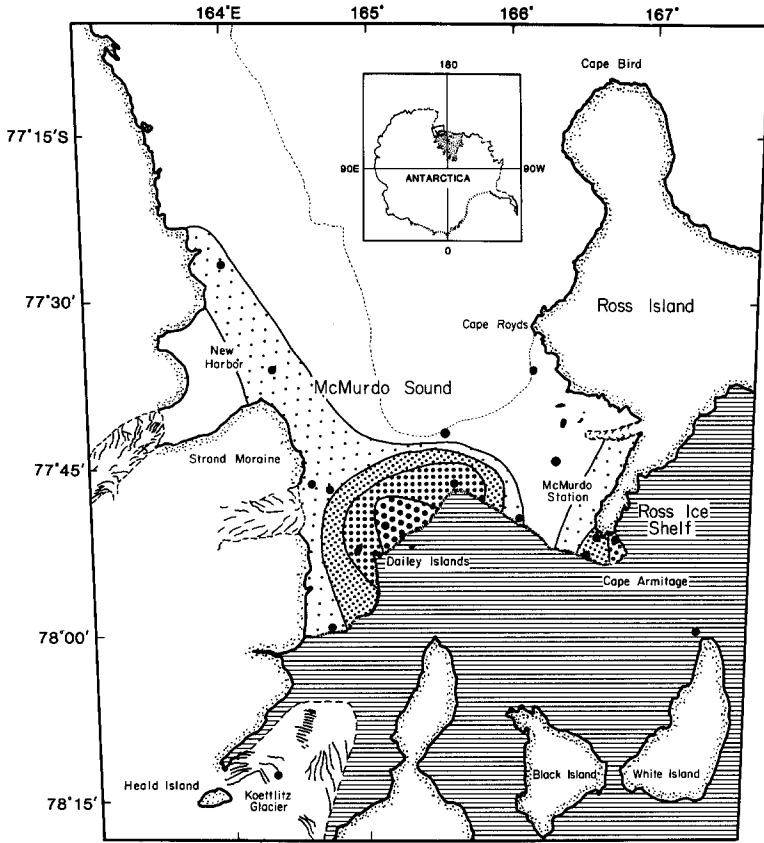 164°E 165° 166° 167°
Cape Bird
180
77°15'S
90E
ANTARCTICA
90W
0
77°30'
Cape Royds
Ross Island
New
Harbor
McMurdo Sound
77°45'
Strand Moraine
McMurdo
Station
Ross Ice
Shelf
Dailey Islands
Cape Armitage
78°00'
Heald Island
Koettlitz
Glacier
Black Island
White Island
78°15'